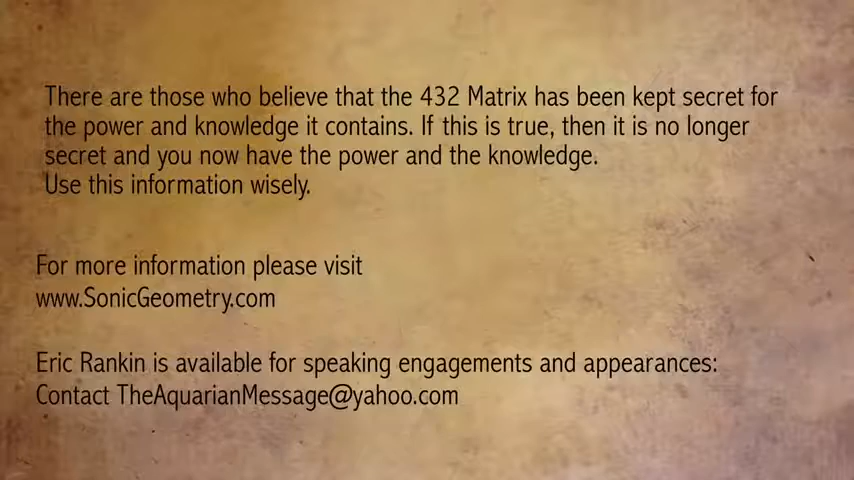 There are those who believe that the 432 Matrix has been kept secret for
the power and knowledge it contains. If this is true, then it is no longer
secret and you now have the power and the knowledge.
Use this information wisely.
For more information please visit
www.SonicGeometry.com
Eric Rankin is available for speaking engagements and appearances:
Contact TheAquarianMessage@yahoo.com